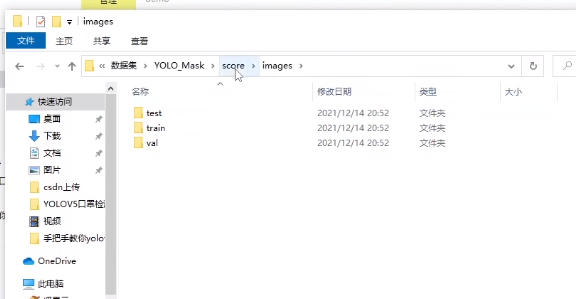 管理
images
文件
主页
共享
查看
« 数据集 › YOLO_Mask › score › images ›
名称 修改日期 类型 大小
快速访问
桌面
下载
文档
图片
csdn上传
YOLOV5口罩检测
视频
手把手教你yolov
OneDrive
此电脑
test 2021/12/14 20:52 文件夹
train 2021/12/14 20:52 文件夹
val 2021/12/14 20:52 文件夹